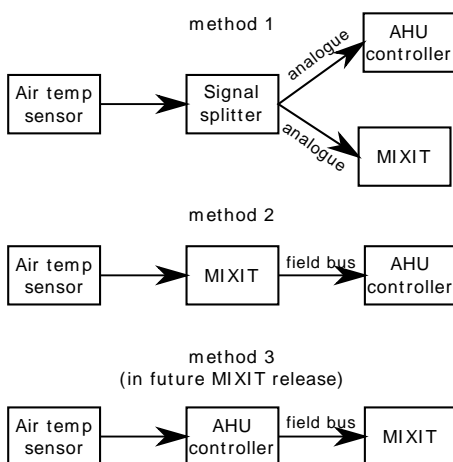 method 1
Air temp
sensor
Signal
splitter
analogue
analogue
AHU
controller
MIXIT
method 2
Air temp
sensor
MIXIT
field bus
AHU
controller
method 3
(in future MIXIT release)
Air temp
sensor
AHU
controller
field bus
MIXIT